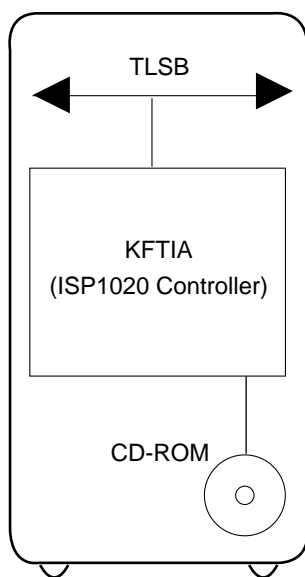 TLSB
KFTIA
(ISP1020 Controller)
CD-ROM